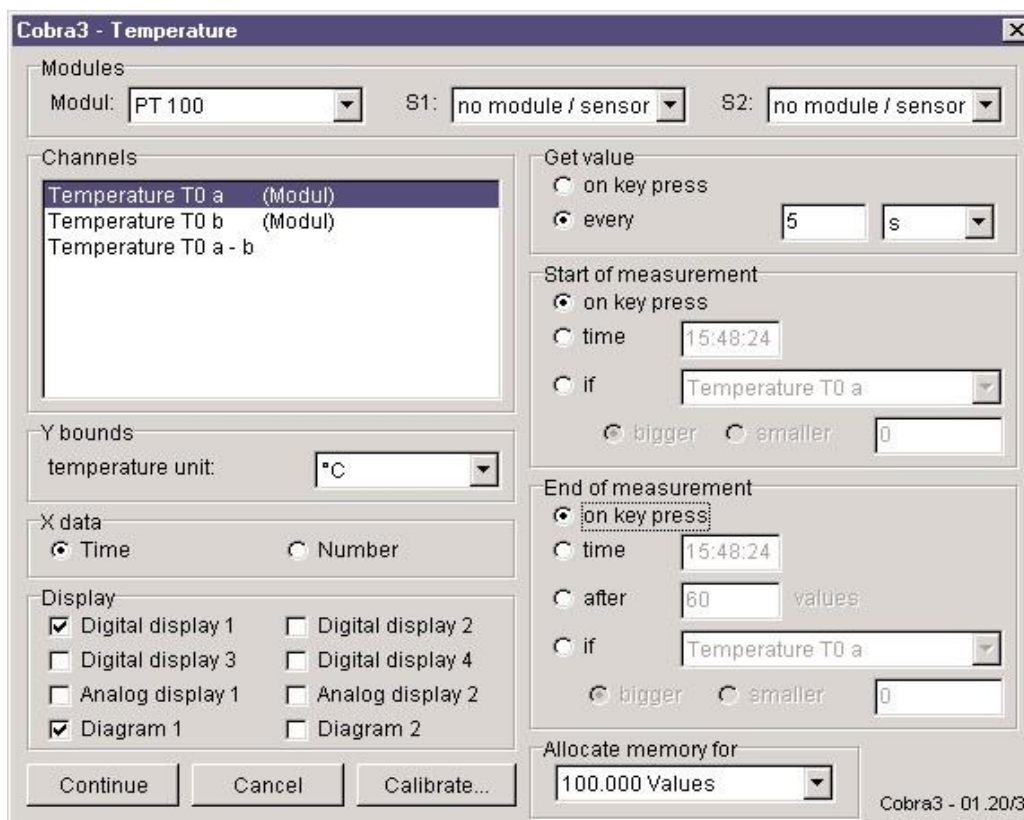 Cobra3 - Temperature
Modules
Modul: PT 100 S1: no module / sensor S2: no module / sensor
Channels
Temperature T0 a (Modul)
Temperature T0 b (Modul)
Temperature T0 a - b
Y bounds
temperature unit: °C
X data
Time Number
Display
Digital display 1 Digital display 2
Digital display 3 Digital display 4
Analog display 1 Analog display 2
Diagram 1 Diagram 2
Continue Cancel Calibrate...
Get value
on key press
every 5 s
Start of measurement
on key press
time 15:48:24
if Temperature T0 a
bigger smaller 0
End of measurement
on key press
time 15:48:24
after 60 values
if Temperature T0 a
bigger smaller 0
Allocate memory for
100.000 Values
Cobra3 - 01.20/3